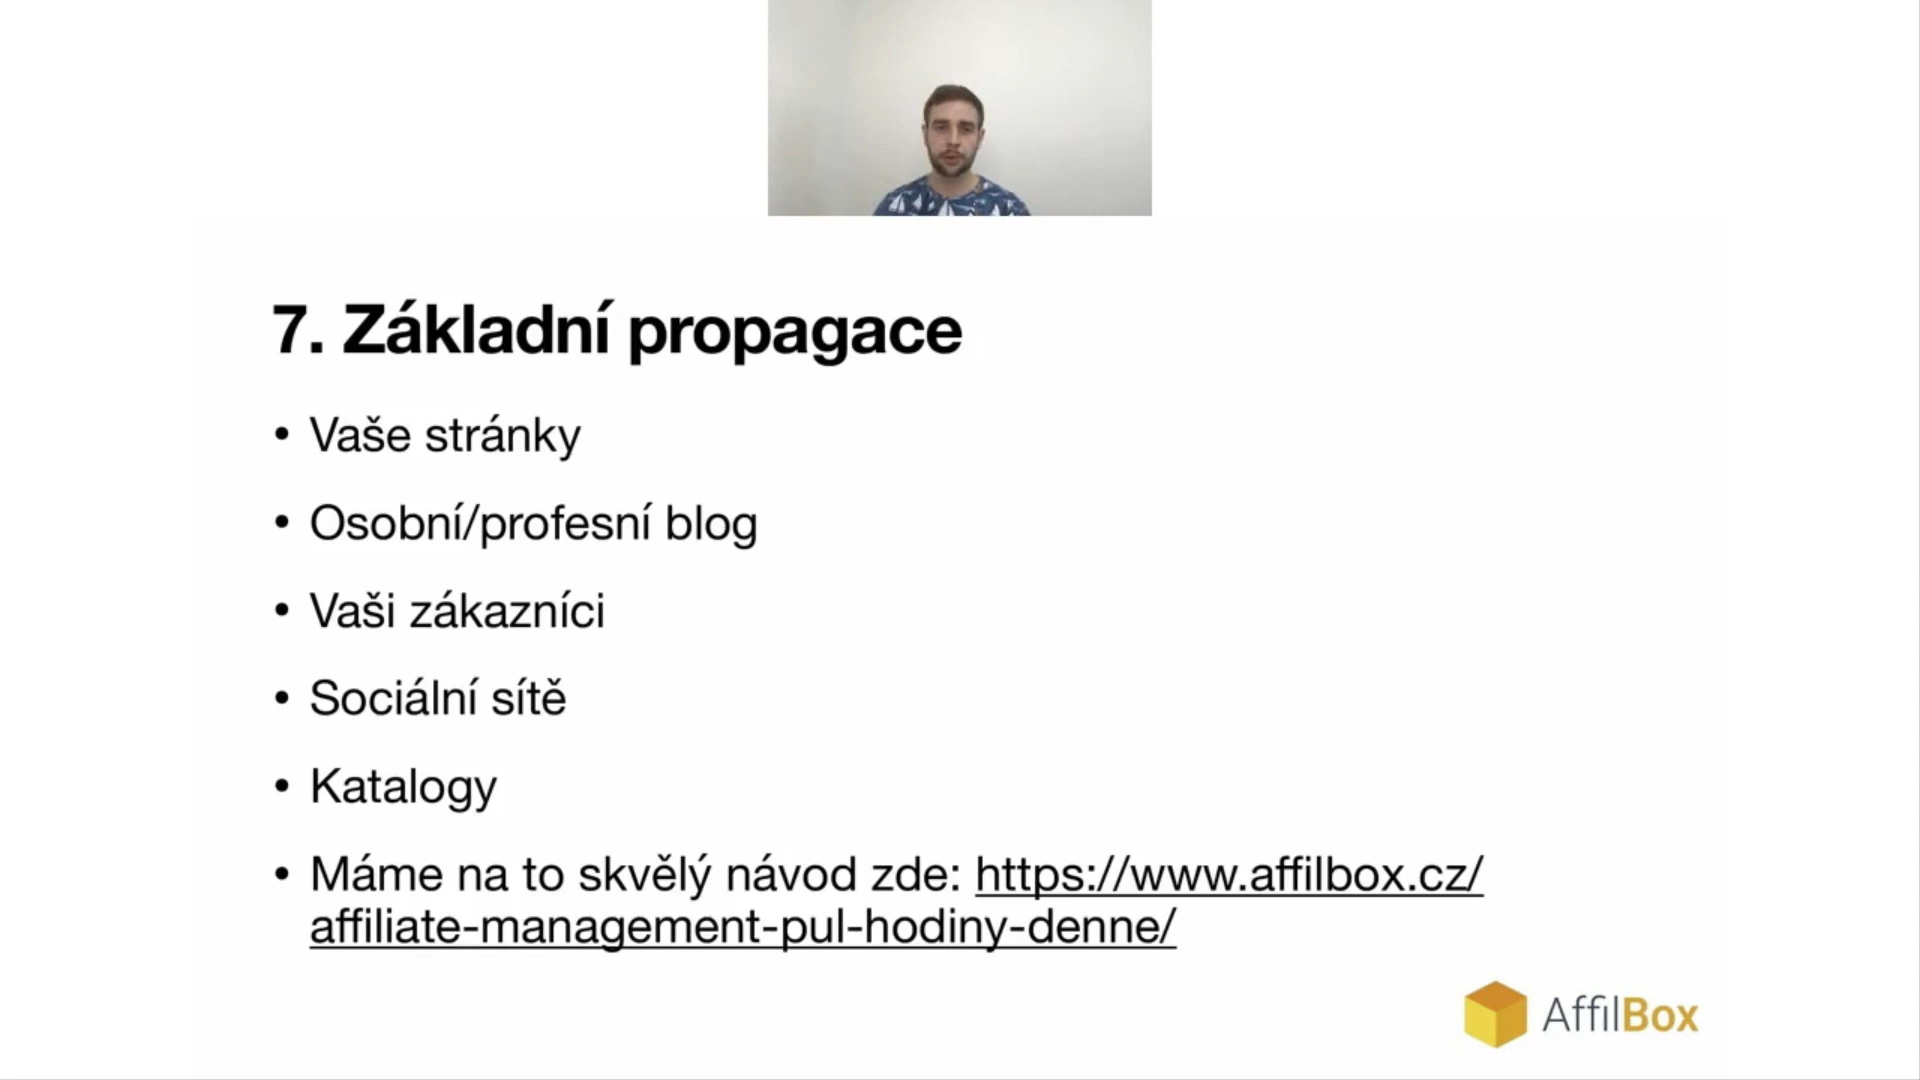 7. Základní propagace
• Vaše stránky
• Osobní/profesní blog
• Vaši zákazníci
• Sociální sítě
• Katalogy
• Máme na to skvělý návod zde: https://www.affilbox.cz/
affiliate-management-pul-hodiny-denne/
AffilBox